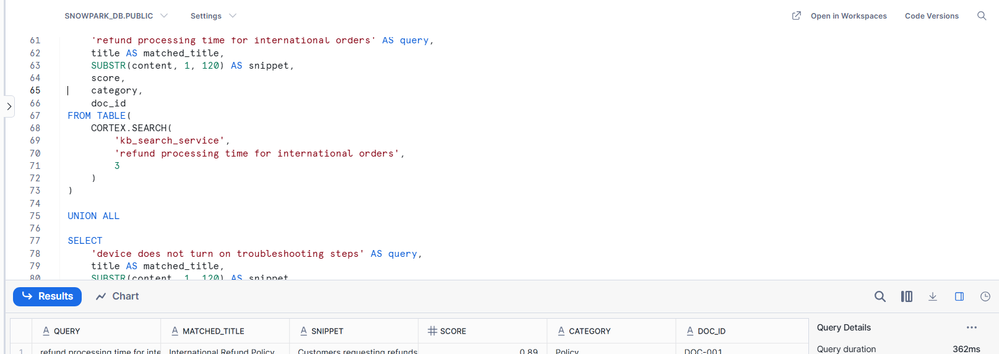 SNOWPARK_DB.PUBLIC Settings Open in Workspaces Code Versions
61 'refund processing time for international orders' AS query,
62 title AS matched_title,
63 SUBSTR(content, 1, 120) AS snippet,
64 score,
65 category,
66 doc_id
67 FROM TABLE(
68 CORTEX.SEARCH(
69 'kb_search_service',
70 'refund processing time for international orders',
71 3
72 )
73 )
74
75 UNION ALL
76
77 SELECT
78 'device does not turn on troubleshooting steps' AS query,
79 title AS matched_title,
80 SUBSTR(content, 1, 120) AS snippet
Results Chart
A QUERY A MATCHED_TITLE A SNIPPET # SCORE A CATEGORY A DOC_ID Query Details
1 refund processing time for inte International Refund Policy Customers requesting refunds 0.89 Policy DOC-001 Query duration 362ms